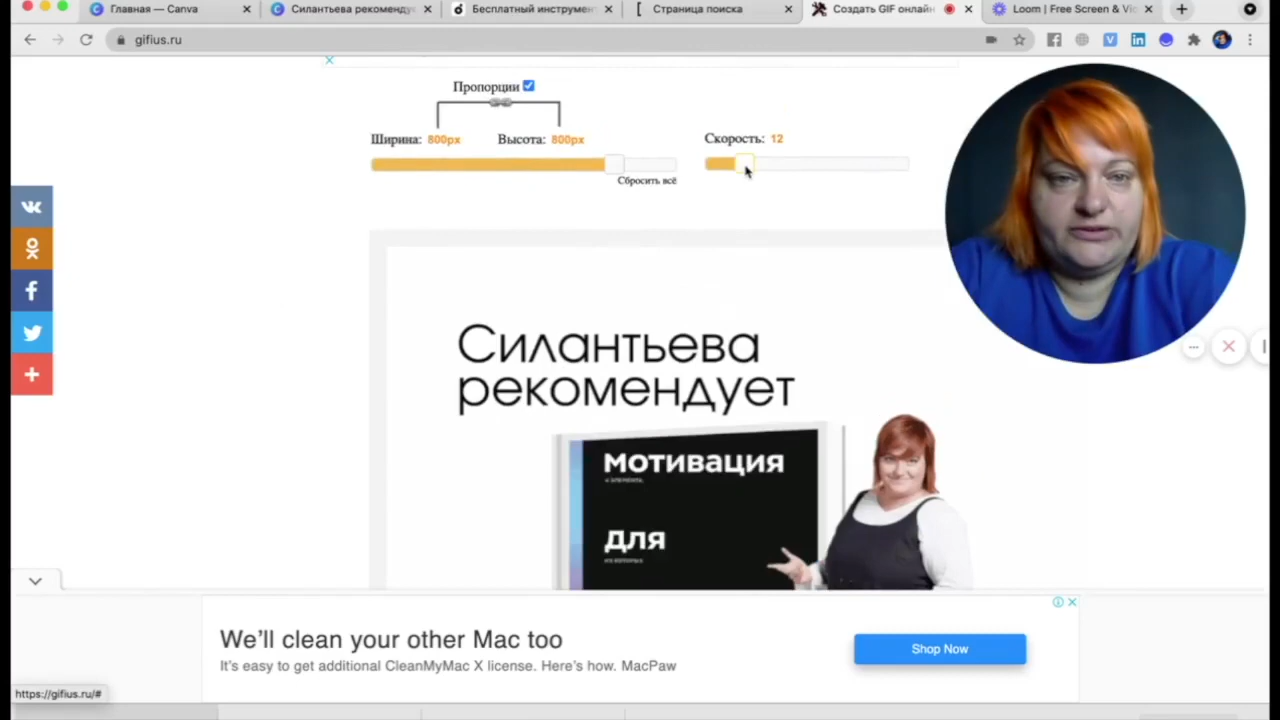 Главная — Canva
Силантьева рекомендус
Бесплатный инструмен
Страница поиска
Создать GIF онлайн
Loom | Free Screen & Vi
gifius.ru
Пропорции
Ширина: 800px Высота: 800px
Скорость: 12
Сбросить всё
Силантьева
рекомендует
мотивация
для
We'll clean your other Mac too
It's easy to get additional CleanMyMac X license. Here's how. MacPaw
Shop Now
https://gifius.ru/#